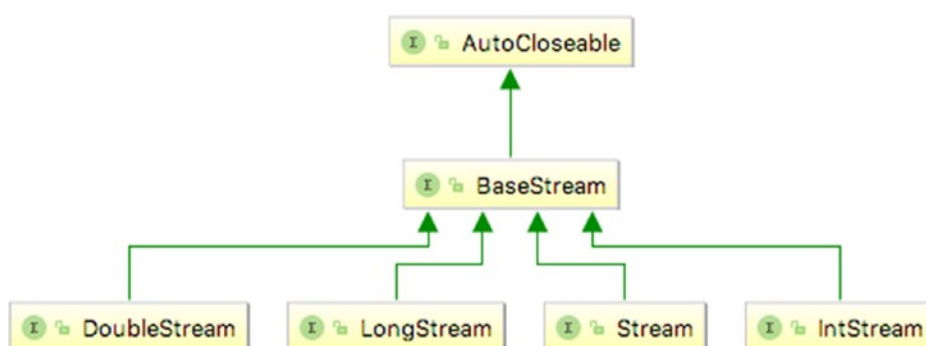 I AutoCloseable
I BaseStream
I DoubleStream
I LongStream
I Stream
I IntStream